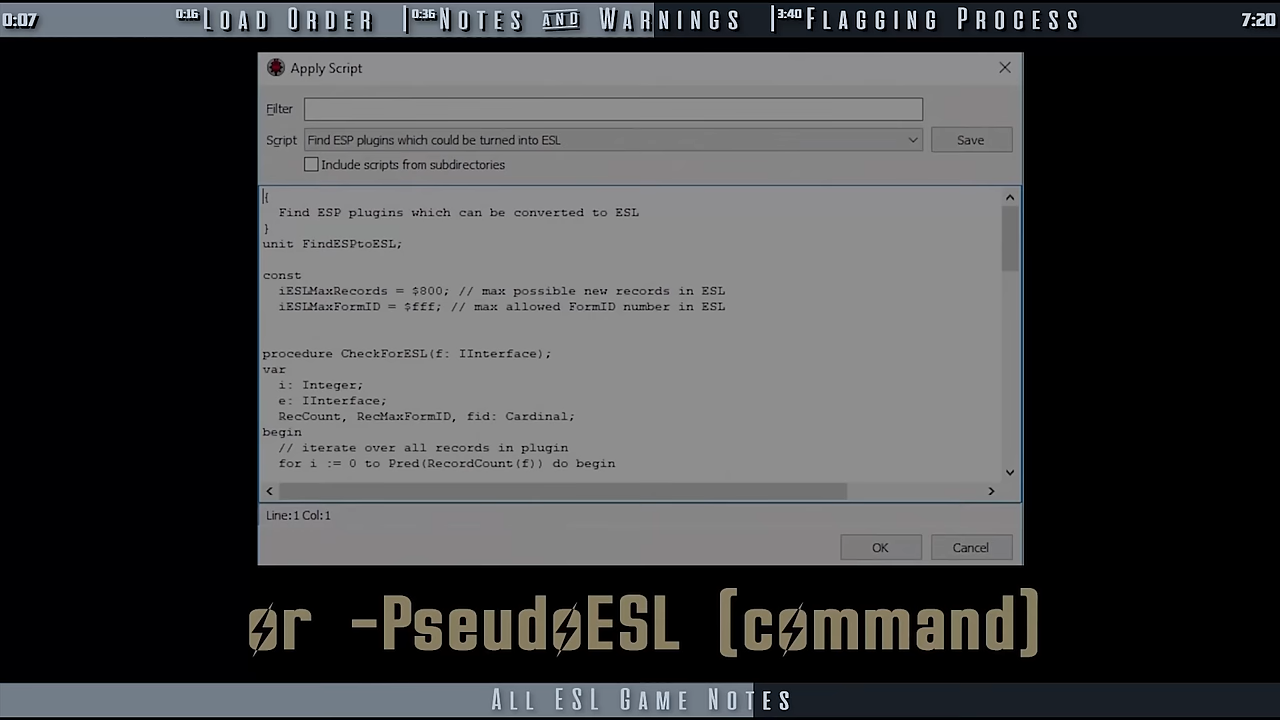 0:07 0:16 LOAD ORDER | 0:36 NOTES AND WARNINGS | 3:40 FLAGGING PROCESS 7:20
Apply Script
Filter
Script Find ESP plugins which could be turned into ESL Save
Include scripts from subdirectories
{
Find ESP plugins which can be converted to ESL
}
unit FindESPtoESL;
const
iESLMaxRecords = $800; // max possible new records in ESL
iESLMaxFormID = $fff; // max allowed FormID number in ESL
procedure CheckForESL(f: IInterface);
var
i: Integer;
e: IInterface;
RecCount, RecMaxFormID, fid: Cardinal;
begin
// iterate over all records in plugin
for i := 0 to Pred(RecordCount(f)) do begin
Line:1 Col:1
OK Cancel
or -PseudoESL (command)
ALL ESL GAME NOTES